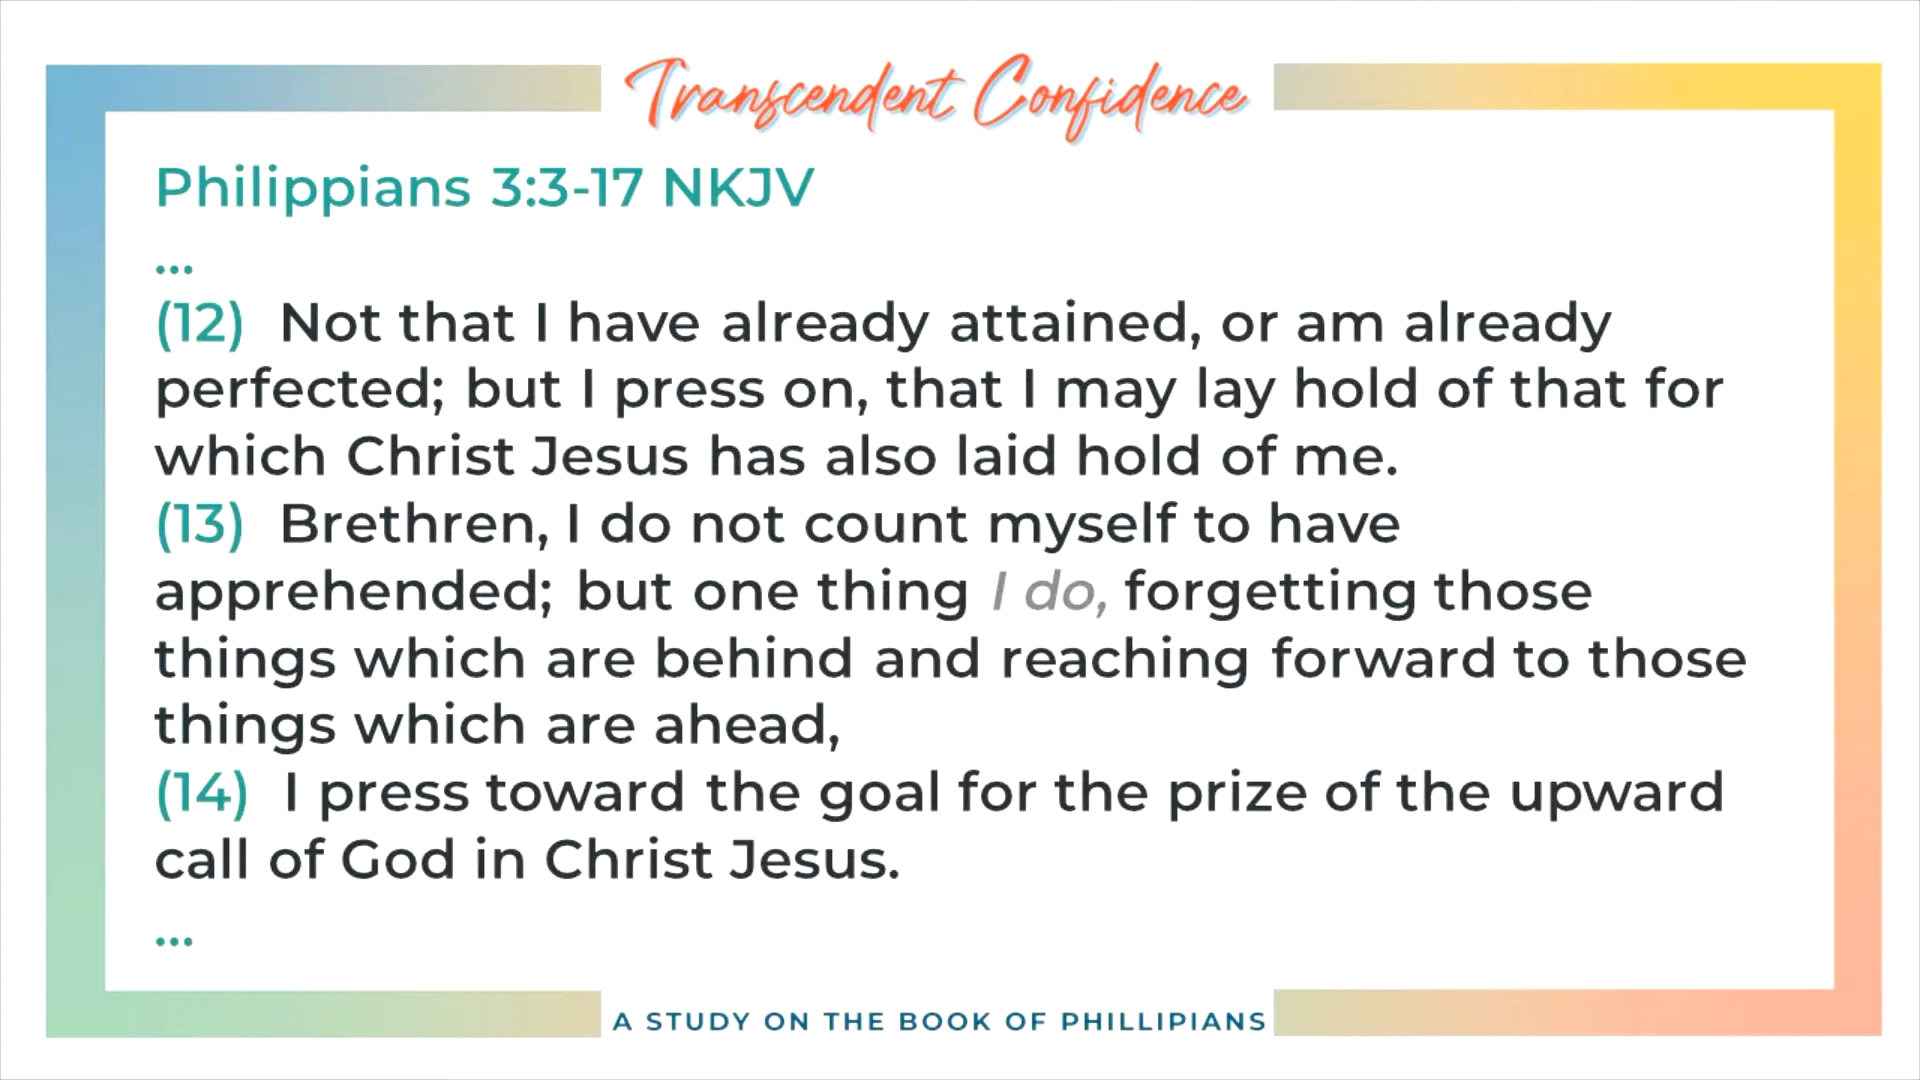 Transcendent Confidence
Philippians 3:3-17 NKJV
...
(12) Not that I have already attained, or am already
perfected; but I press on, that I may lay hold of that for
which Christ Jesus has also laid hold of me.
(13) Brethren, I do not count myself to have
apprehended; but one thing I do, forgetting those
things which are behind and reaching forward to those
things which are ahead,
(14) I press toward the goal for the prize of the upward
call of God in Christ Jesus.
...
A STUDY ON THE BOOK OF PHILLIPIANS